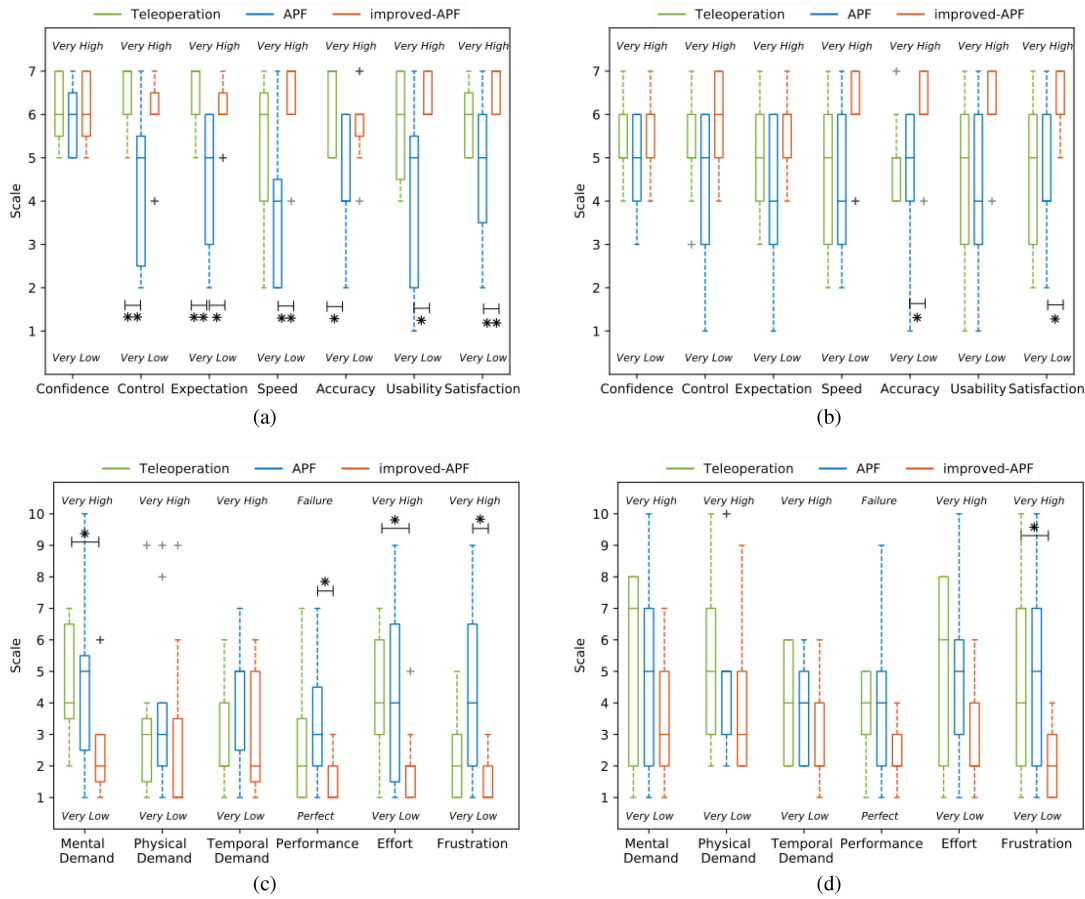 Teleoperation APF improved-APF
Very High Very High Very High Very High Very High Very High Very High
7
6
5
4
3
2
1
Scale
** ** * ** * * **
Very Low Very Low Very Low Very Low Very Low Very Low Very Low
Confidence Control Expectation Speed Accuracy Usability Satisfaction
(a)
Teleoperation APF improved-APF
Very High Very High Very High Very High Very High Very High Very High
7
6
5
4
3
2
1
Scale
* *
Very Low Very Low Very Low Very Low Very Low Very Low Very Low
Confidence Control Expectation Speed Accuracy Usability Satisfaction
(b)
Teleoperation APF improved-APF
Very High Very High Very High Failure Very High Very High
10
9
8
7
6
5
4
3
2
1
Scale
* * * *
Very Low Very Low Very Low Perfect Very Low Very Low
Mental Physical Temporal Performance Effort Frustration
Demand Demand Demand
(c)
Teleoperation APF improved-APF
Very High Very High Very High Failure Very High Very High
10
9
8
7
6
5
4
3
2
1
Scale
*
Very Low Very Low Very Low Perfect Very Low Very Low
Mental Physical Temporal Performance Effort Frustration
Demand Demand Demand
(d)